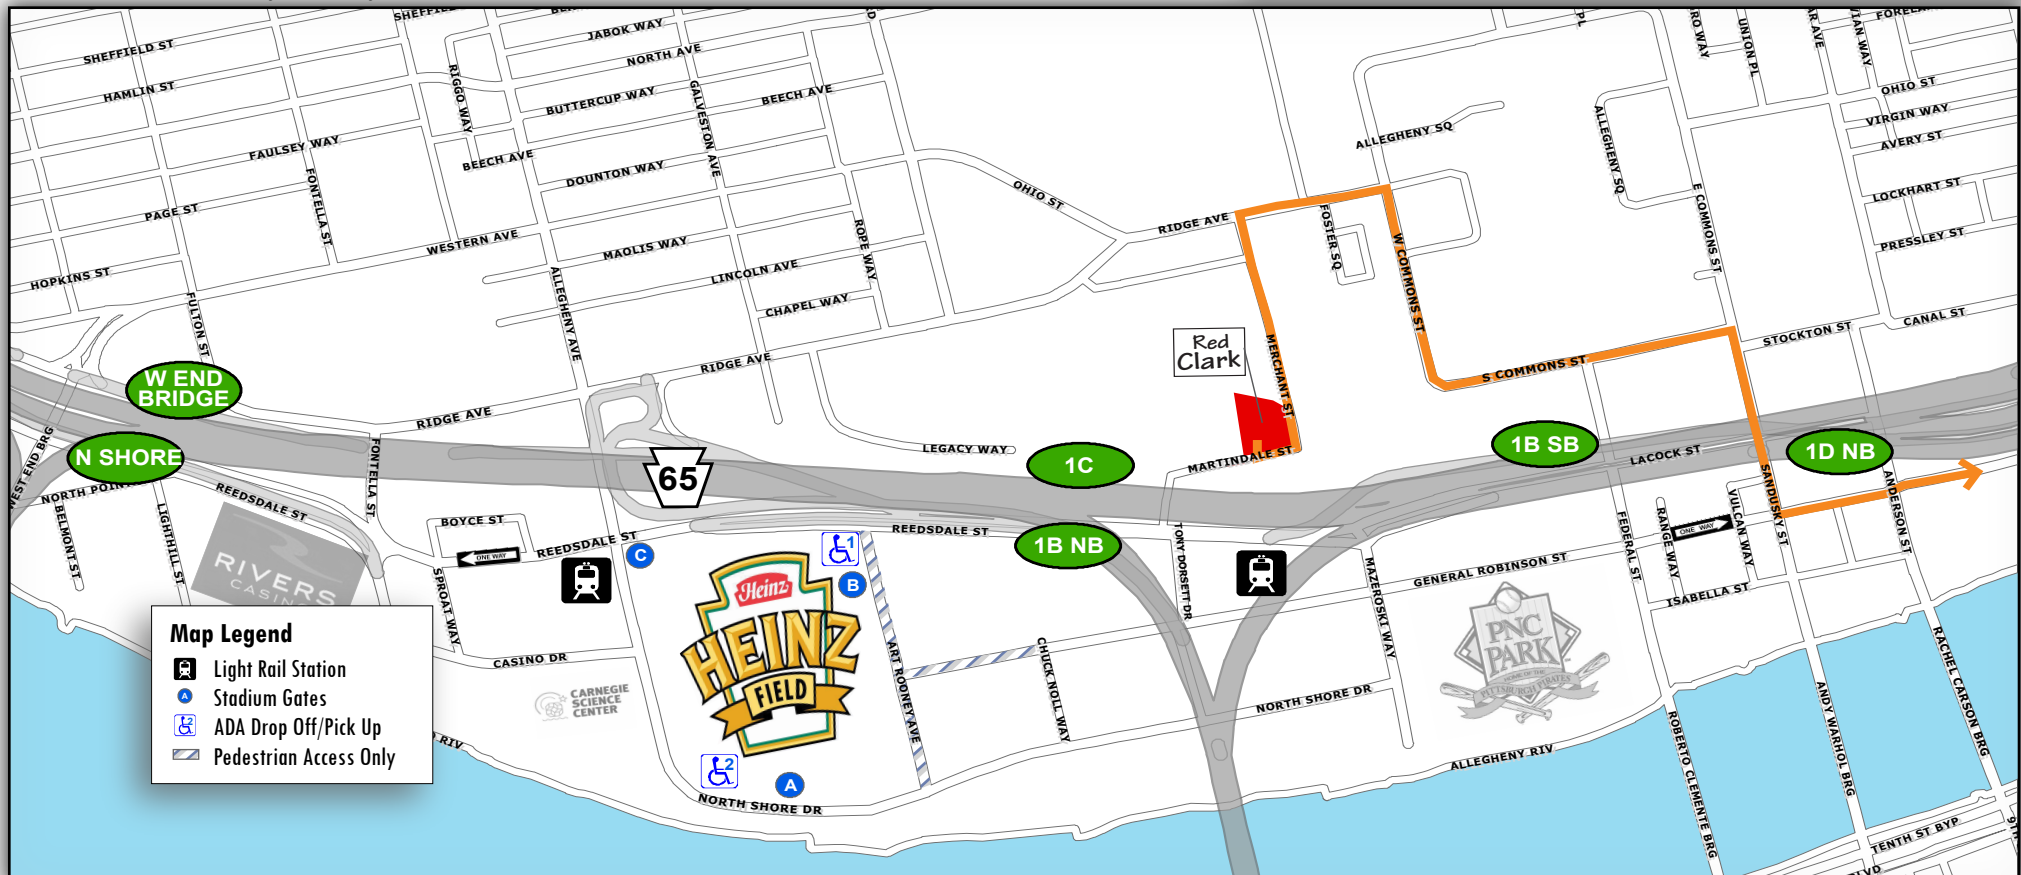 SHEFFIELD ST
HAMLIN ST
FAULSEY WAY
PAGE ST
HOPKINS ST
FONTELLA ST
FULTON ST
RIGGO WAY
JABOK WAY
NORTH AVE
BUTTERCUP WAY
BEECH AVE
BEECH AVE
GALVESTON AVE
DOUNTON WAY
WESTERN AVE
MAOLIS WAY
LINCOLN AVE
CHAPEL WAY
ROPE WAY
ALLEGHENY AVE
RIDGE AVE
RIDGE AVE
OHIO ST
RIDGE AVE
FOSTER SQ
ALLEGHENY SQ
ALLEGHENY SQ
W COMMONS ST
E COMMONS ST
S COMMONS ST
MERCHANT ST
MARTINDALE ST
Red
Clark
UNION PL
OHIO ST
VIRGIN WAY
AVERY ST
LOCKHART ST
PRESSLEY ST
CANAL ST
STOCKTON ST
W END
BRIDGE
N SHORE
65
1C
1B NB
1B SB
1D NB
WEST END BRG
BELMONT ST
LIGHTHILL ST
REEDSDALE ST
FONTELLA ST
BOYCE ST
ONE WAY
REEDSDALE ST
REEDSDALE ST
LEGACY WAY
SPROAT WAY
CASINO DR
RIVERS
CARNEGIE
SCIENCE
CENTER
C
1
B
Heinz
HEINZ
FIELD
2
A
ART ROONEY AVE
CHUCK NOLL WAY
NORTH SHORE DR
NORTH SHORE DR
TONY DORSETT DR
MAZEROSKI WAY
GENERAL ROBINSON ST
LACOCK ST
FEDERAL ST
RANGE WAY
ONE WAY
VULCAN WAY
SANDUSKY ST
ANDERSON ST
ISABELLA ST
PNC
PARK
HOME OF THE
PITTSBURGH PIRATES
ALLEGHENY RIV
ROBERTO CLEMENTE BRG
ANDY WARHOL BRG
RACHEL CARSON BRG
TENTH ST BYP
Map Legend
Light Rail Station
A Stadium Gates
2 ADA Drop Off/Pick Up
Pedestrian Access Only